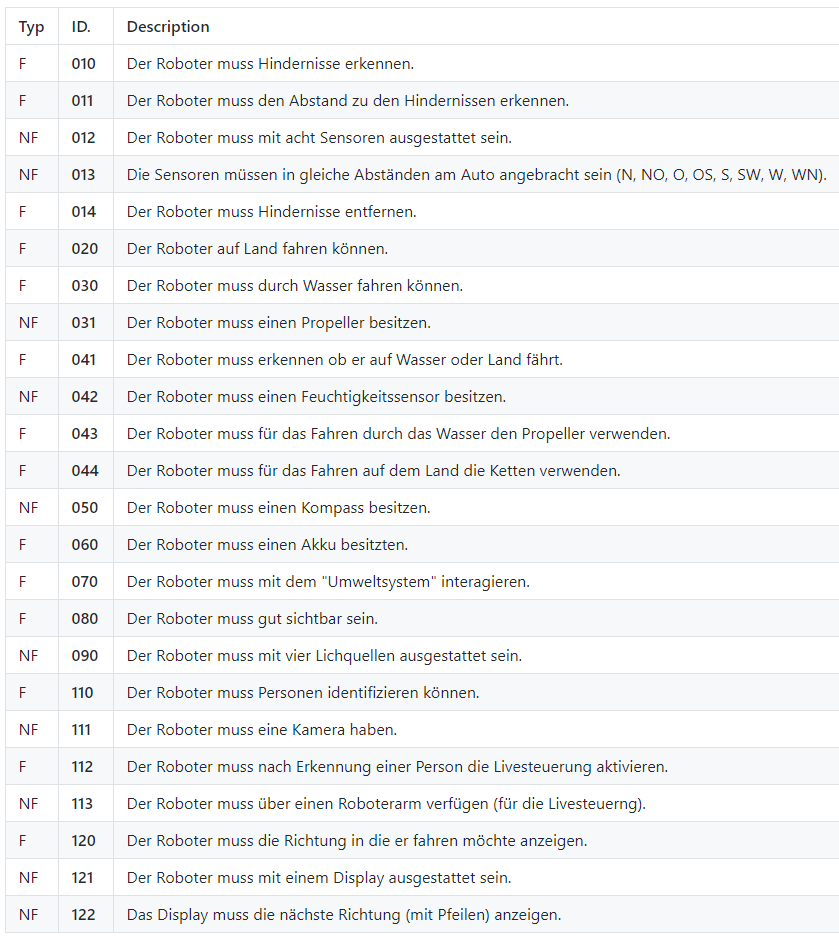 Typ ID. Description
F 010 Der Roboter muss Hindernisse erkennen.
F 011 Der Roboter muss den Abstand zu den Hindernissen erkennen.
NF 012 Der Roboter muss mit acht Sensoren ausgestattet sein.
NF 013 Die Sensoren müssen in gleiche Abständen am Auto angebracht sein (N, NO, O, OS, S, SW, W, WN).
F 014 Der Roboter muss Hindernisse entfernen.
F 020 Der Roboter auf Land fahren können.
F 030 Der Roboter muss durch Wasser fahren können.
NF 031 Der Roboter muss einen Propeller besitzen.
F 041 Der Roboter muss erkennen ob er auf Wasser oder Land fährt.
NF 042 Der Roboter muss einen Feuchtigkeitssensor besitzen.
F 043 Der Roboter muss für das Fahren durch das Wasser den Propeller verwenden.
F 044 Der Roboter muss für das Fahren auf dem Land die Ketten verwenden.
NF 050 Der Roboter muss einen Kompass besitzen.
F 060 Der Roboter muss einen Akku besitzten.
F 070 Der Roboter muss mit dem "Umweltsystem" interagieren.
F 080 Der Roboter muss gut sichtbar sein.
NF 090 Der Roboter muss mit vier Lichquellen ausgestattet sein.
F 110 Der Roboter muss Personen identifizieren können.
NF 111 Der Roboter muss eine Kamera haben.
F 112 Der Roboter muss nach Erkennung einer Person die Livesteuerung aktivieren.
NF 113 Der Roboter muss über einen Roboterarm verfügen (für die Livesteuerng).
F 120 Der Roboter muss die Richtung in die er fahren möchte anzeigen.
NF 121 Der Roboter muss mit einem Display ausgestattet sein.
NF 122 Das Display muss die nächste Richtung (mit Pfeilen) anzeigen.